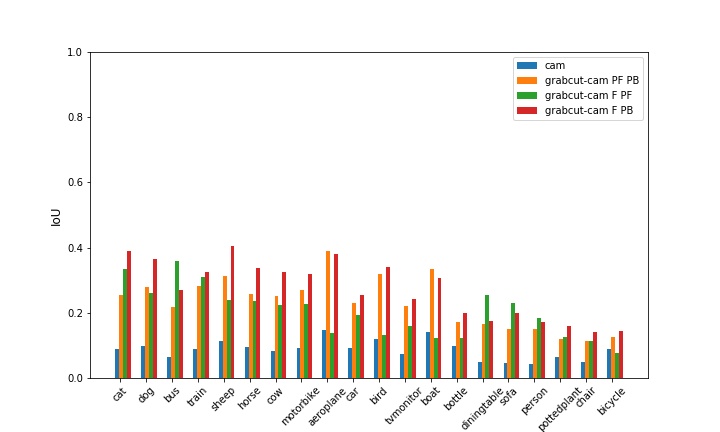 1.0
0.8
0.6
0.4
0.2
0.0
IoU
cam
grabcut-cam PF PB
grabcut-cam F PF
grabcut-cam F PB
cat
dog
bus
train
sheep
horse
cow
motorbike
aeroplane
car
bird
tvmonitor
boat
bottle
diningtable
sofa
person
pottedplant
chair
bicycle